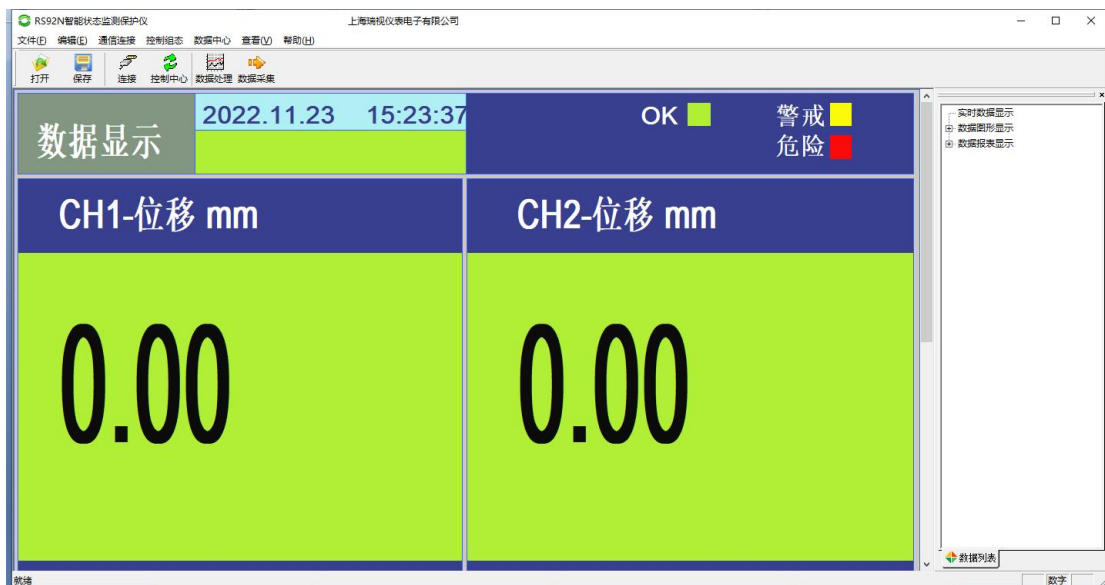 RS92N智能状态监测保护仪 上海瑞视仪表电子有限公司
文件(F) 编辑(E) 通信连接 控制组态 数据中心 查看(V) 帮助(H)
打开 保存 连接 控制中心 数据处理 数据采集
数据显示
2022.11.23 15:23:37
OK 警戒
危险
CH1-位移 mm
CH2-位移 mm
0.00
0.00
实时数据显示
数据图形显示
数据报表显示
数据列表
就绪 数字